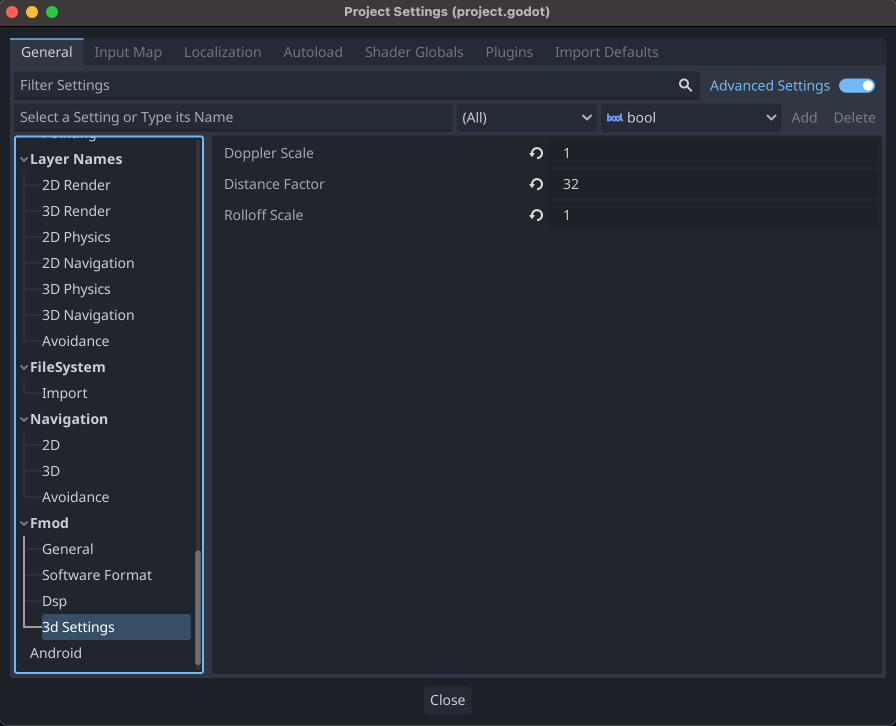 Project Settings (project.godot)
General Input Map Localization Autoload Shader Globals Plugins Import Defaults
Filter Settings Advanced Settings
Select a Setting or Type its Name (All) bool bool Add Delete
Layer Names
2D Render
3D Render
2D Physics
2D Navigation
3D Physics
3D Navigation
Avoidance
FileSystem
Import
Navigation
2D
3D
Avoidance
Fmod
General
Software Format
Dsp
3d Settings
Android
Doppler Scale 1
Distance Factor 32
Rolloff Scale 1
Close